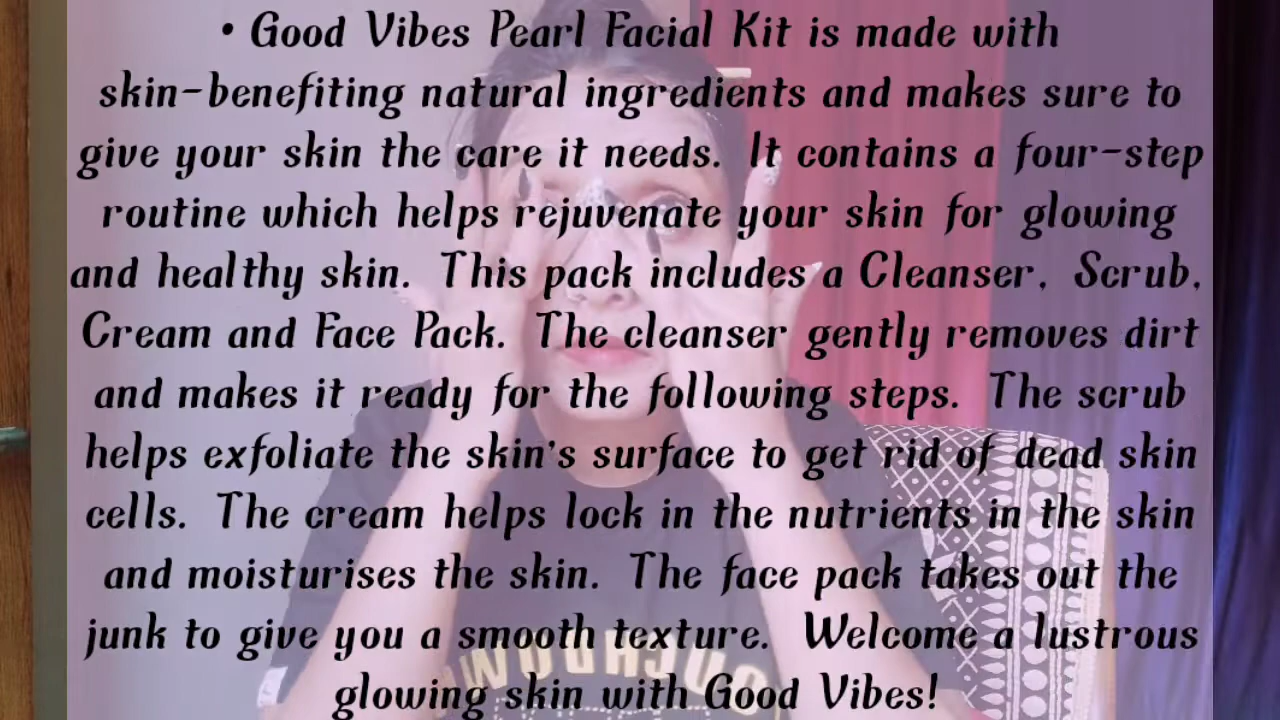 • Good Vibes Pearl Facial Kit is made with
skin-benefiting natural ingredients and makes sure to
give your skin the care it needs. It contains a four-step
routine which helps rejuvenate your skin for glowing
and healthy skin. This pack includes a Cleanser, Scrub,
Cream and Face Pack. The cleanser gently removes dirt
and makes it ready for the following steps. The scrub
helps exfoliate the skin's surface to get rid of dead skin
cells. The cream helps lock in the nutrients in the skin
and moisturises the skin. The face pack takes out the
junk to give you a smooth texture. Welcome a lustrous
glowing skin with Good Vibes!